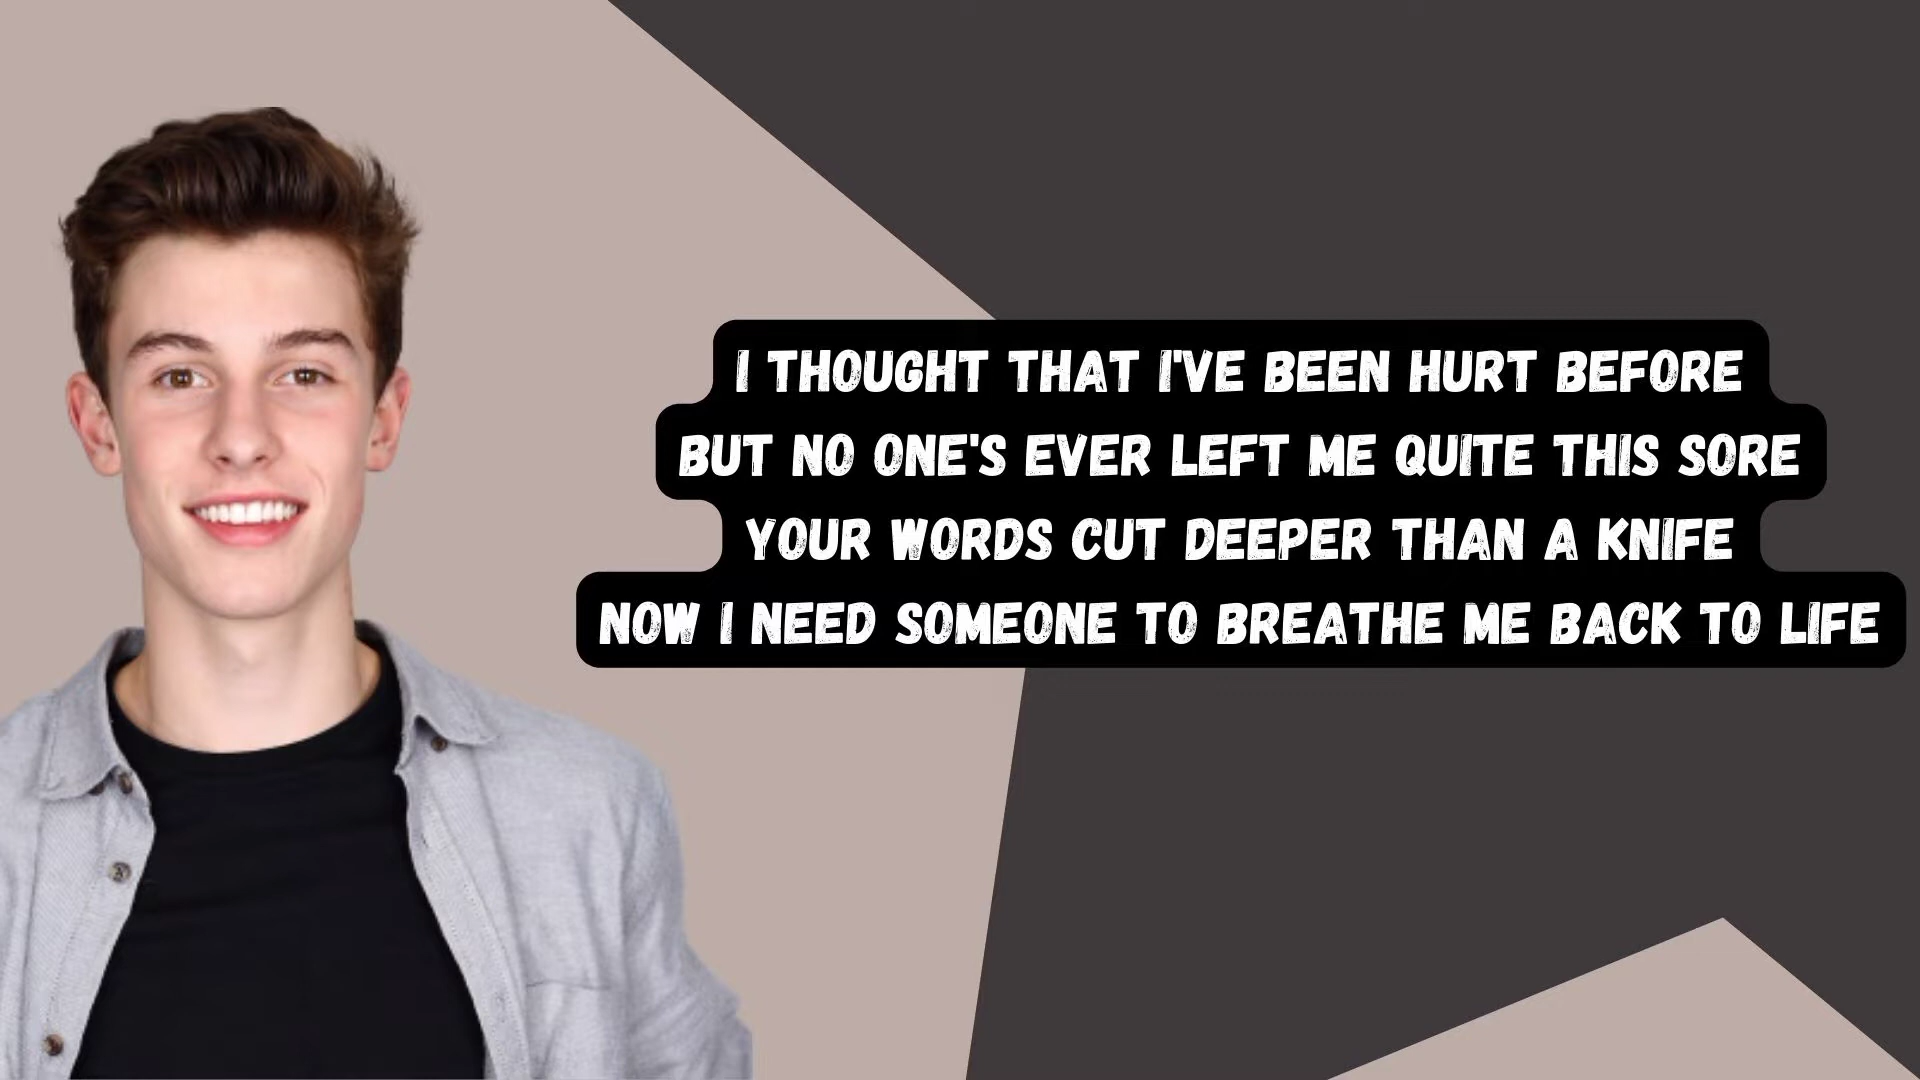 I THOUGHT THAT I'VE BEEN HURT BEFORE
BUT NO ONE'S EVER LEFT ME QUITE THIS SORE
YOUR WORDS CUT DEEPER THAN A KNIFE
NOW I NEED SOMEONE TO BREATHE ME BACK TO LIFE